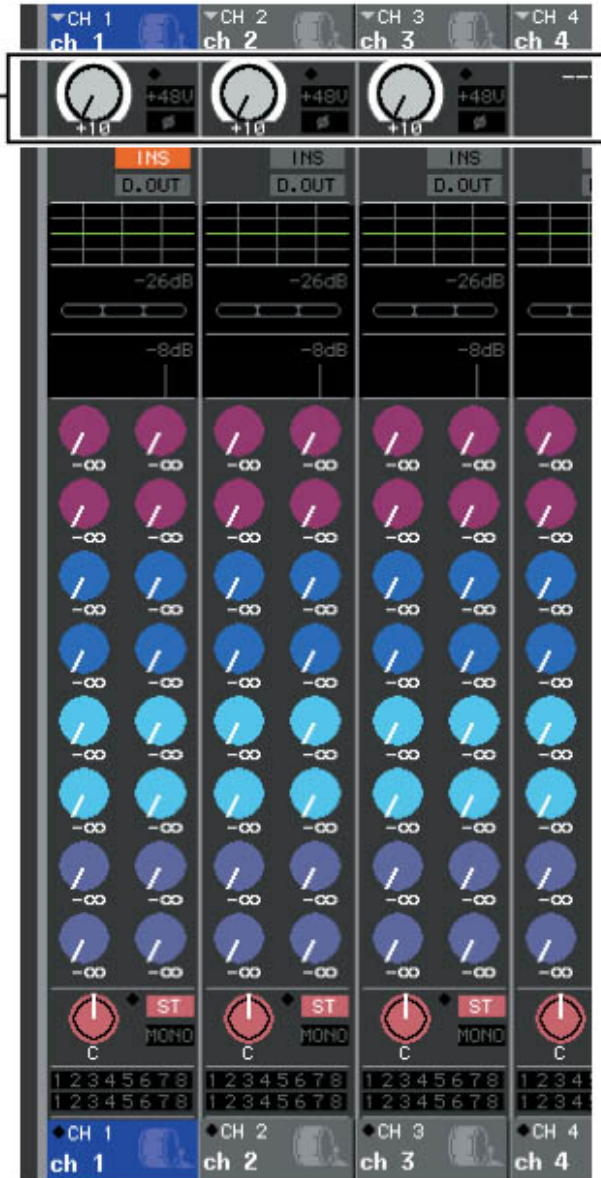 CH 1 CH 2 CH 3 CH 4
ch 1 ch 2 ch 3 ch 4
+48V +48V +48V ---
+10 ø +10 ø +10 ø
INS INS INS
D.OUT D.OUT D.OUT
-26dB -26dB -26dB
-8dB -8dB -8dB
-∞ -∞ -∞ -∞ -∞ -∞ -∞
-∞ -∞ -∞ -∞ -∞ -∞ -∞
-∞ -∞ -∞ -∞ -∞ -∞ -∞
-∞ -∞ -∞ -∞ -∞ -∞ -∞
-∞ -∞ -∞ -∞ -∞ -∞ -∞
-∞ -∞ -∞ -∞ -∞ -∞ -∞
-∞ -∞ -∞ -∞ -∞ -∞ -∞
-∞ -∞ -∞ -∞ -∞ -∞ -∞
ST ST ST
MONO MONO MONO
C C C C
12345678 12345678 12345678 1234
12345678 12345678 12345678 1234
CH 1 CH 2 CH 3 CH 4
ch 1 ch 2 ch 3 ch 4